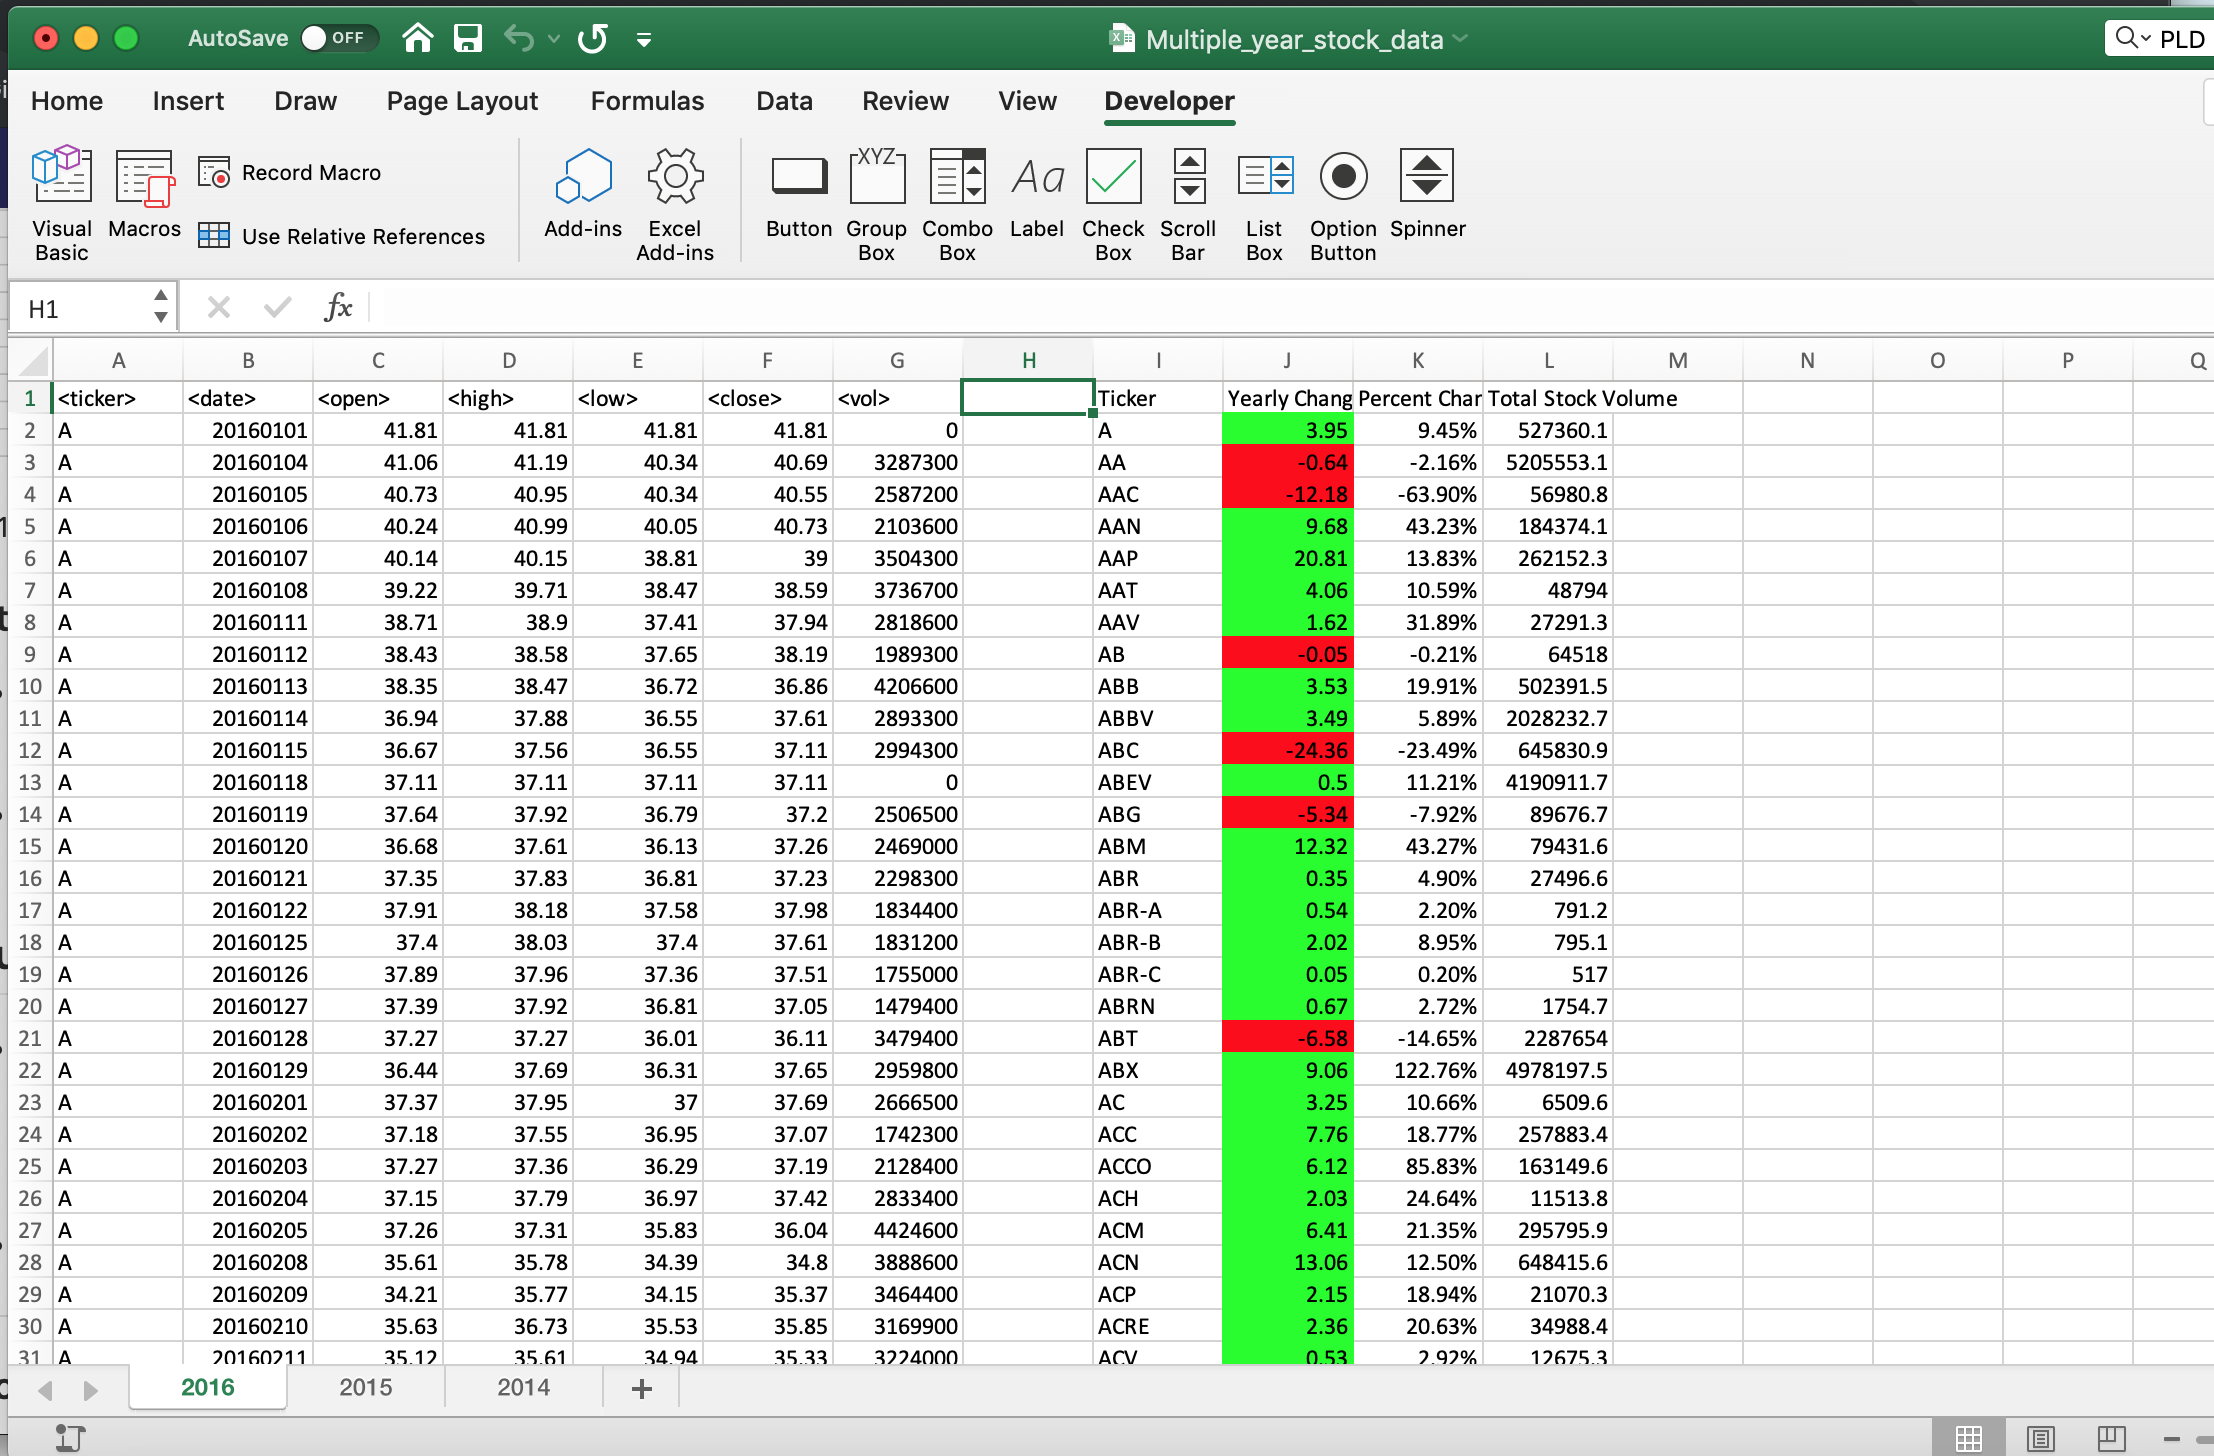 AutoSave OFF Multiple_year_stock_data PLD
Home Insert Draw Page Layout Formulas Data Review View Developer
Visual Basic Macros Record Macro Use Relative References Add-ins Excel Add-ins Button Group Box XYZ Combo Box Aa Label Check Box Scroll Bar List Box Option Button Spinner
H1 fx
A B C D E F G H I J K L M N O P Q
1 <ticker> <date> <open> <high> <low> <close> <vol> Ticker Yearly Chang Percent Char Total Stock Volume
2 A 20160101 41.81 41.81 41.81 41.81 0 A 3.95 9.45% 527360.1
3 A 20160104 41.06 41.19 40.34 40.69 3287300 AA -0.64 -2.16% 5205553.1
4 A 20160105 40.73 40.95 40.34 40.55 2587200 AAC -12.18 -63.90% 56980.8
5 A 20160106 40.24 40.99 40.05 40.73 2103600 AAN 9.68 43.23% 184374.1
6 A 20160107 40.14 40.15 38.81 39 3504300 AAP 20.81 13.83% 262152.3
7 A 20160108 39.22 39.71 38.47 38.59 3736700 AAT 4.06 10.59% 48794
8 A 20160111 38.71 38.9 37.41 37.94 2818600 AAV 1.62 31.89% 27291.3
9 A 20160112 38.43 38.58 37.65 38.19 1989300 AB -0.05 -0.21% 64518
10 A 20160113 38.35 38.47 36.72 36.86 4206600 ABB 3.53 19.91% 502391.5
11 A 20160114 36.94 37.88 36.55 37.61 2893300 ABBV 3.49 5.89% 2028232.7
12 A 20160115 36.67 37.56 36.55 37.11 2994300 ABC -24.36 -23.49% 645830.9
13 A 20160118 37.11 37.11 37.11 37.11 0 ABEV 0.5 11.21% 4190911.7
14 A 20160119 37.64 37.92 36.79 37.2 2506500 ABG -5.34 -7.92% 89676.7
15 A 20160120 36.68 37.61 36.13 37.26 2469000 ABM 12.32 43.27% 79431.6
16 A 20160121 37.35 37.83 36.81 37.23 2298300 ABR 0.35 4.90% 27496.6
17 A 20160122 37.91 38.18 37.58 37.98 1834400 ABR-A 0.54 2.20% 791.2
18 A 20160125 37.4 38.03 37.4 37.61 1831200 ABR-B 2.02 8.95% 795.1
19 A 20160126 37.89 37.96 37.36 37.51 1755000 ABR-C 0.05 0.20% 517
20 A 20160127 37.39 37.92 36.81 37.05 1479400 ABRN 0.67 2.72% 1754.7
21 A 20160128 37.27 37.27 36.01 36.11 3479400 ABT -6.58 -14.65% 2287654
22 A 20160129 36.44 37.69 36.31 37.65 2959800 ABX 9.06 122.76% 4978197.5
23 A 20160201 37.37 37.95 37 37.69 2666500 AC 3.25 10.66% 6509.6
24 A 20160202 37.18 37.55 36.95 37.07 1742300 ACC 7.76 18.77% 257883.4
25 A 20160203 37.27 37.36 36.29 37.19 2128400 ACCO 6.12 85.83% 163149.6
26 A 20160204 37.15 37.79 36.97 37.42 2833400 ACH 2.03 24.64% 11513.8
27 A 20160205 37.26 37.31 35.83 36.04 4424600 ACM 6.41 21.35% 295795.9
28 A 20160208 35.61 35.78 34.39 34.8 3888600 ACN 13.06 12.50% 648415.6
29 A 20160209 34.21 35.77 34.15 35.37 3464400 ACP 2.15 18.94% 21070.3
30 A 20160210 35.63 36.73 35.53 35.85 3169900 ACRE 2.36 20.63% 34988.4
31 A 20160211 35.12 35.61 34.94 35.33 3224000 ACV 0.53 2.92% 12675.3
2016 2015 2014 +